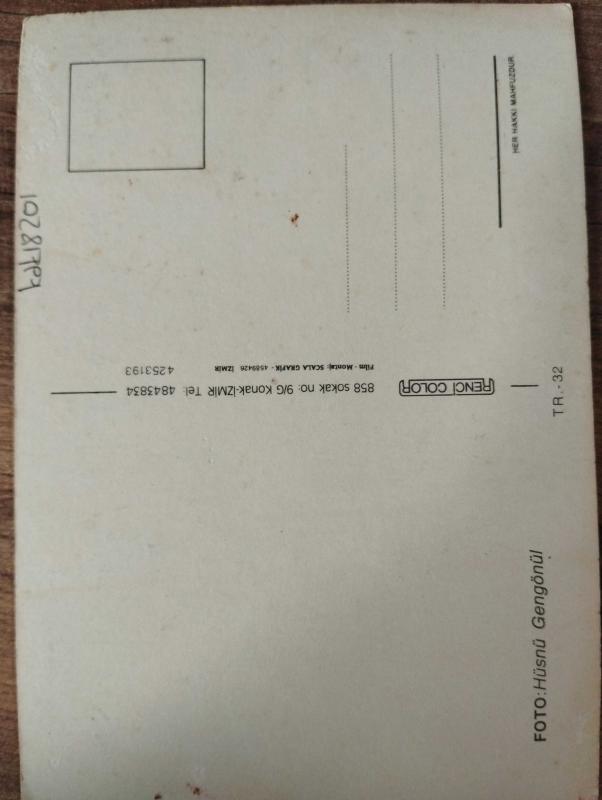 FOTO: Hüsnü Gengönül
TR.- 32
HER HAKKI MAHFUZDUR
RENCİ COLOR
858 sokak no: 9/G Konak-İZMİR Tel: 4843834
4253193
Film - Montaj: SCALA GRAFİK - 4589426 İZMİR